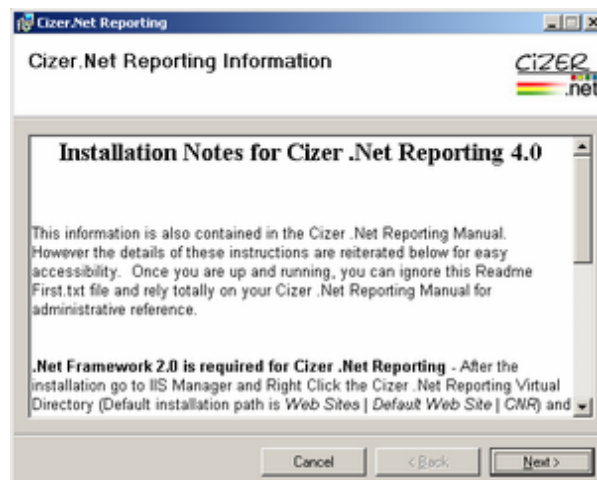 Cizer.Net Reporting
Cizer.Net Reporting Information
CiZER
.net
Installation Notes for Cizer .Net Reporting 4.0
This information is also contained in the Cizer .Net Reporting Manual.
However the details of these instructions are reiterated below for easy
accessibility. Once you are up and running, you can ignore this Readme
First.txt file and rely totally on your Cizer .Net Reporting Manual for
administrative reference.
.Net Framework 2.0 is required for Cizer .Net Reporting - After the
installation go to IIS Manager and Right Click the Cizer .Net Reporting Virtual
Directory (Default installation path is Web Sites | Default Web Site | CNR) and
Cancel
< Back
Next >